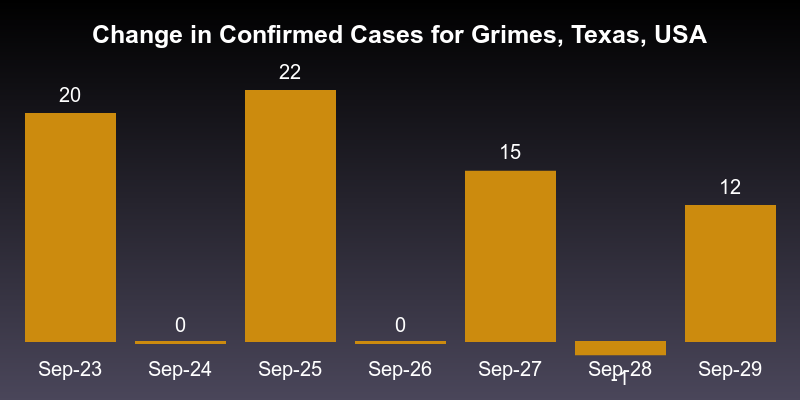 Change in Confirmed Cases for Grimes, Texas, USA
20
0
22
0
15
-1
12
Sep-23
Sep-24
Sep-25
Sep-26
Sep-27
Sep-28
Sep-29